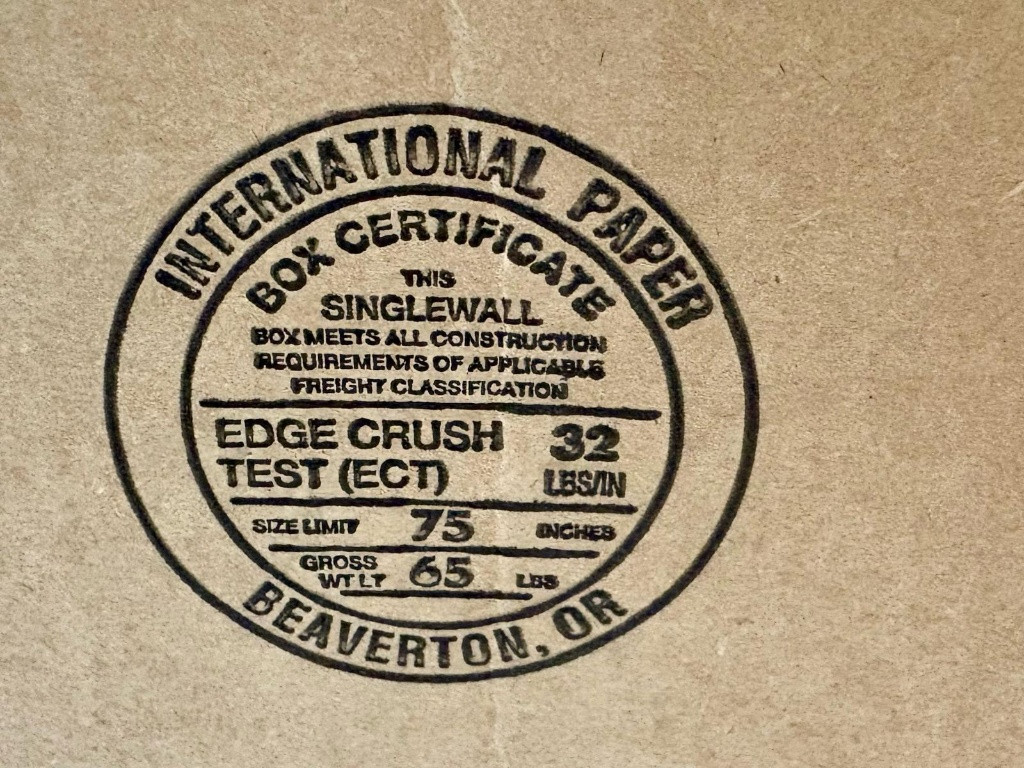 INTERNATIONAL PAPER
BOX CERTIFICATE
THIS
SINGLEWALL
BOX MEETS ALL CONSTRUCTION
REQUIREMENTS OF APPLICABLE
FREIGHT CLASSIFICATION
EDGE CRUSH
TEST (ECT)
32
LBS/IN
SIZE LIMIT 75 INCHES
GROSS
WT LT 65 LBS
BEAVERTON, OR